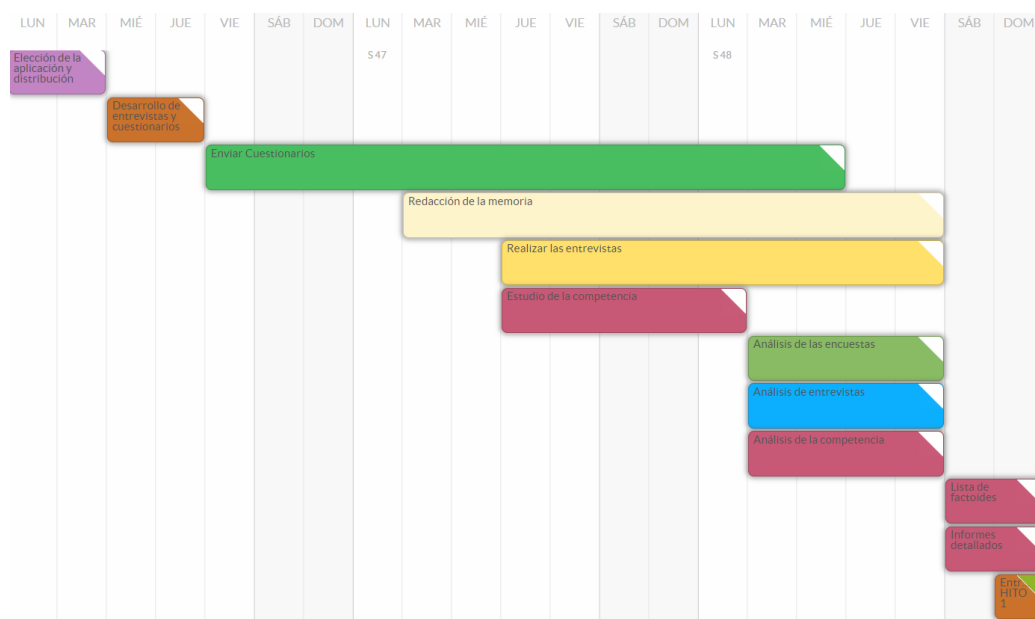 LUN MAR MIÉ JUE VIE SÁB DOM LUN MAR MIÉ JUE VIE SÁB DOM LUN MAR MIÉ JUE VIE SÁB DOM
S 47 S 48
Elección de la
aplicación y
distribución
Desarrollo de
entrevistas y
cuestionarios
Enviar Cuestionarios
Redacción de la memoria
Realizar las entrevistas
Estudio de la competencia
Análisis de las encuestas
Análisis de entrevistas
Análisis de la competencia
Lista de
factoides
Informes
detallados
HITO
1